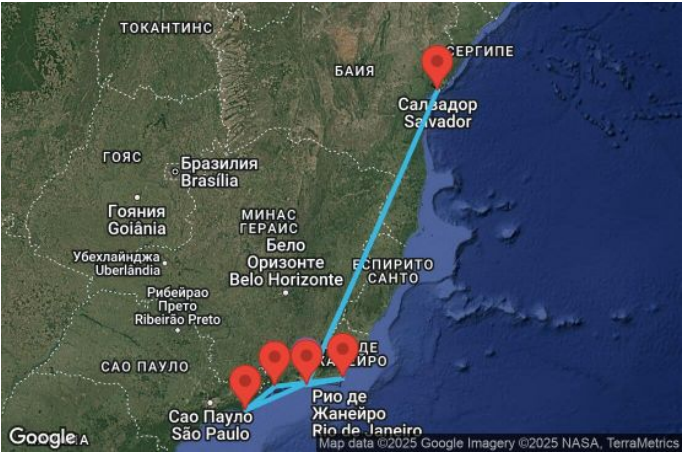 ТОКАНТИНС
СЕРГИПЕ
БАИЯ
Салвадор
Salvador
ГОЯС
Бразилия
Brasília
Гояния
Goiânia
МИНАС
ГЕРАИС
Бело
Оризонте
Belo Horizonte
Убехлайнджа
Uberlândia
ЕСПИРИТО
САНТО
Рибейрао
Прето
Ribeirão Preto
ДЕ
САО ПАУЛО
Рио де
Жанейро
Rio de Janeiro
Сао Пауло
São Paulo
Google
Map data ©2025 Google Imagery ©2025 NASA, TerraMetrics